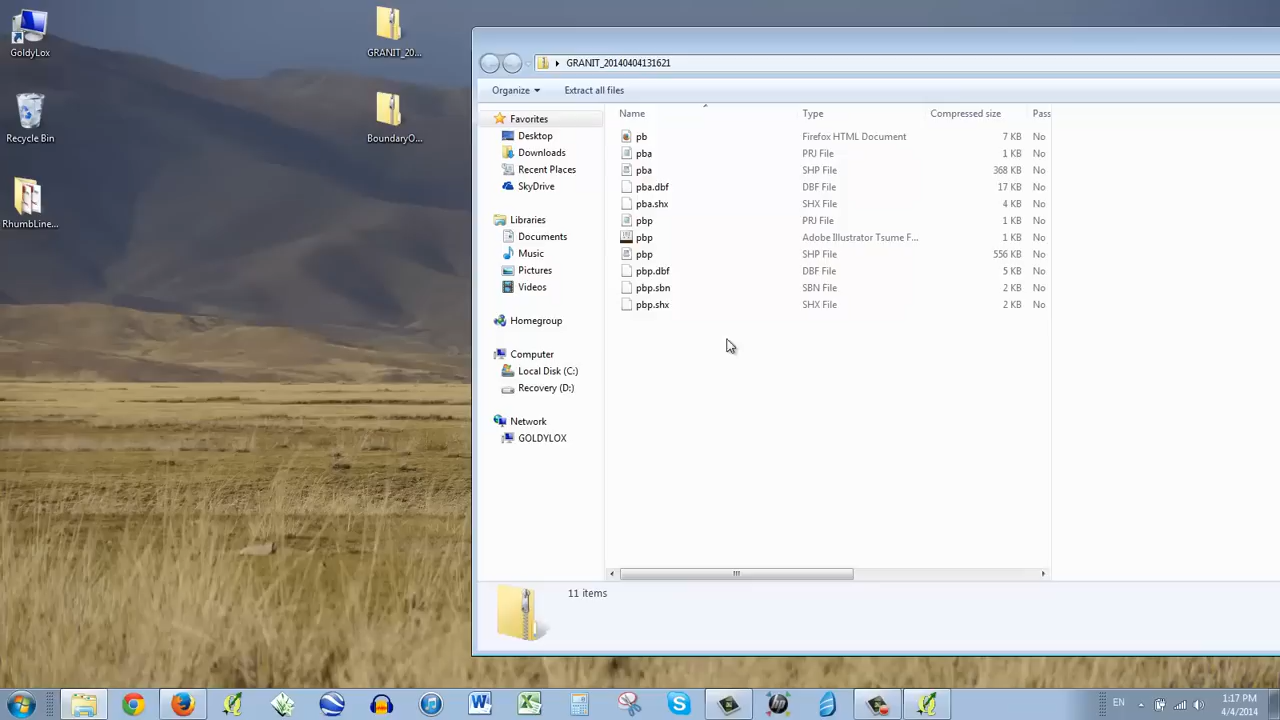 GoldyLox
GRANIT_20...
Recycle Bin
BoundaryO...
RhumbLine...
GRANIT_20140404131621
Organize
Extract all files
Favorites
Desktop
Downloads
Recent Places
SkyDrive
Libraries
Documents
Music
Pictures
Videos
Homegroup
Computer
Local Disk (C:)
Recovery (D:)
Network
GOLDYLOX
Name Type Compressed size Pass
pb Firefox HTML Document 7 KB No
pba PRJ File 1 KB No
pba SHP File 368 KB No
pba.dbf DBF File 17 KB No
pba.shx SHX File 4 KB No
pbp PRJ File 1 KB No
pbp Adobe Illustrator Tsume F... 1 KB No
pbp SHP File 556 KB No
pbp.dbf DBF File 5 KB No
pbp.sbn SBN File 2 KB No
pbp.shx SHX File 2 KB No
11 items
EN
1:17 PM
4/4/2014